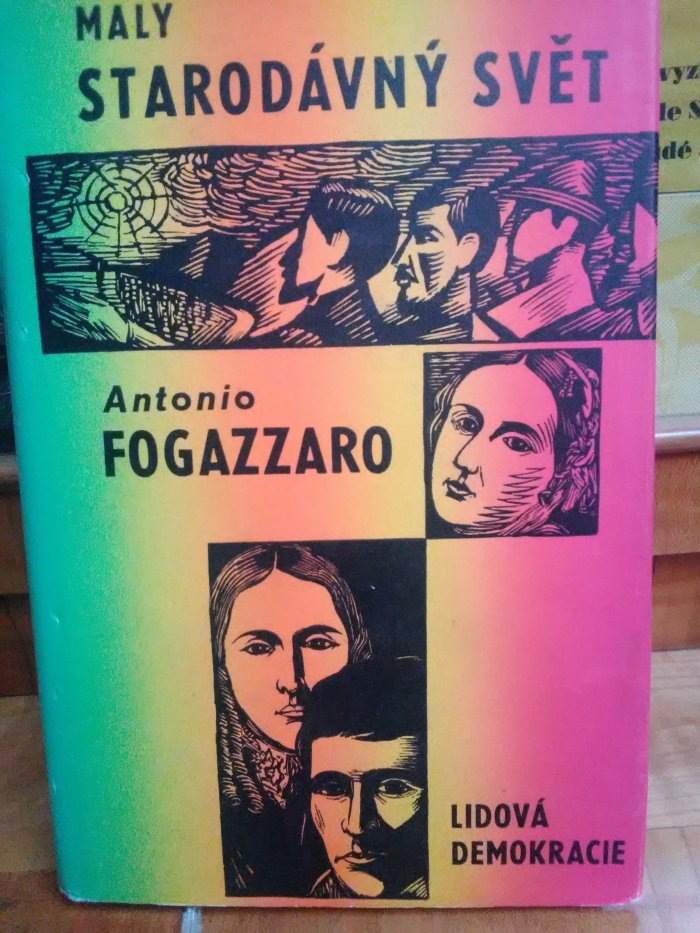 MALY
STARODÁVNÝ SVĚT
Antonio
FOGAZZARO
LIDOVÁ
DEMOKRACIE